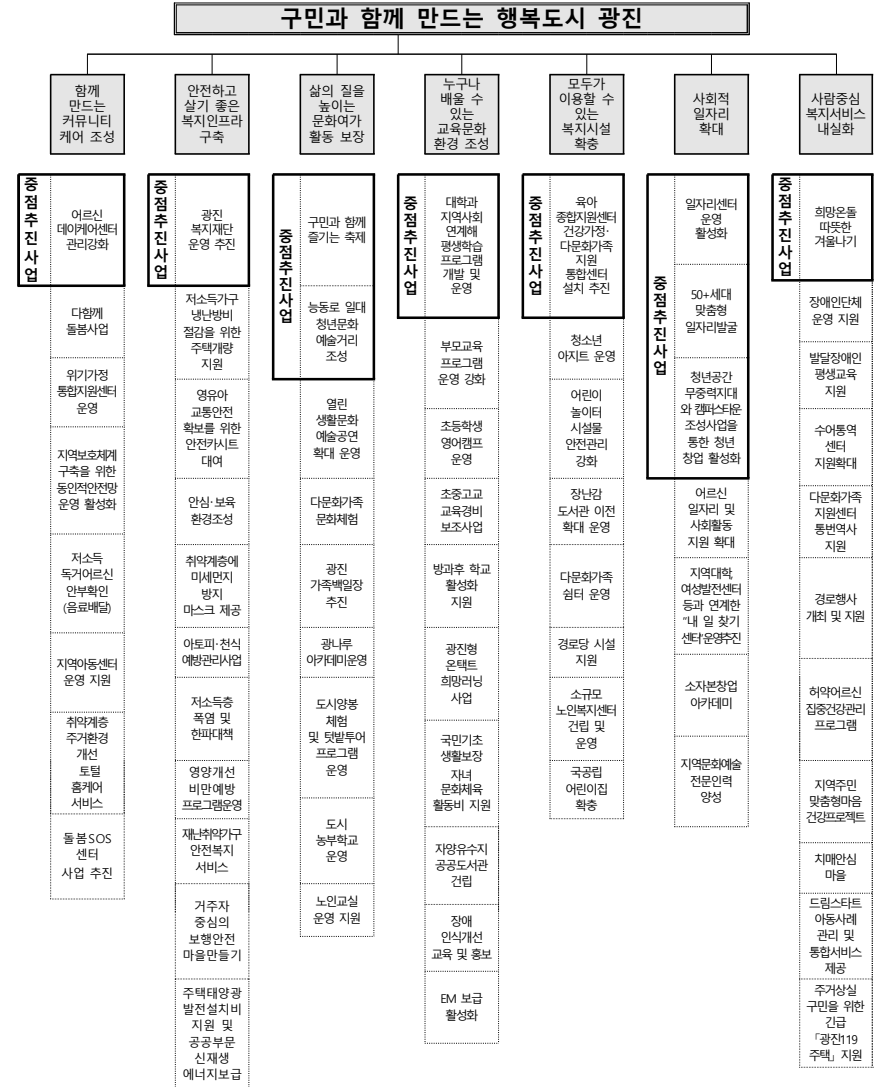 구민과 함께 만드는 행복도시 광진
함께
만드는
커뮤니티
케어 조성
중점추진사업
어르신
데이케어센터
관리강화
다함께
돌봄사업
위기가정
통합지원센터
운영
지역보호체계
구축을 위한
동인적안전망
운영 활성화
저소득
독거어르신
안부확인
(음료배달)
지역아동센터
운영 지원
취약계층
주거환경
개선
토털
홈케어
서비스
돌봄SOS
센터
사업 추진
안전하고
살기 좋은
복지인프라
구축
중점추진사업
광진
복지재단
운영 추진
저소득가구
냉난방비
절감을 위한
주택개량
지원
영유아
교통안전
확보를 위한
안전카시트
대여
안심·보육
환경조성
취약계층에
미세먼지
방지
마스크 제공
아토피·천식
예방관리사업
저소득층
폭염 및
한파대책
영양개선
비만예방
프로그램운영
재난취약가구
안전복지
서비스
거주자
중심의
보행안전
마을만들기
주택태양광
발전설치비
지원 및
공공부문
신재생
에너지보급
삶의 질을
높이는
문화여가
활동 보장
중점추진사업
구민과 함께
즐기는 축제
능동로 일대
청년문화
예술거리
조성
열린
생활문화
예술공연
확대 운영
다문화가족
문화체험
광진
가족백일장
추진
광나루
아카데미운영
도시양봉
체험
및 텃밭투어
프로그램
운영
도시
농부학교
운영
노인교실
운영 지원
누구나
배울 수
있는
교육문화
환경 조성
중점추진사업
대학과
지역사회
연계해
평생학습
프로그램
개발 및
운영
부모교육
프로그램
운영 강화
초등학생
영어캠프
운영
초중고교
교육경비
보조사업
방과후 학교
활성화
지원
광진형
온택트
희망러닝
사업
국민기초
생활보장
자녀
문화체육
활동비 지원
자양유수지
공공도서관
건립
장애
인식개선
교육 및 홍보
EM 보급
활성화
모두가
이용할 수
있는
복지시설
확충
중점추진사업
육아
종합지원센터
건강가정·
다문화가족
지원
통합센터
설치 추진
청소년
아지트 운영
어린이
놀이터
시설물
안전관리
강화
장난감
도서관 이전
확대 운영
다문화가족
쉼터 운영
경로당 시설
지원
소규모
노인복지센터
건립 및
운영
국공립
어린이집
확충
사회적
일자리
확대
중점추진사업
일자리센터
운영
활성화
50+세대
맞춤형
일자리발굴
청년공간
무중력지대
와 캠퍼스타운
조성사업을
통한 청년
창업 활성화
어르신
일자리 및
사회활동
지원 확대
지역대학,
여성발전센터
등과 연계한
"내 일 찾기
센터"운영추진
소자본창업
아카데미
지역문화예술
전문인력
양성
사람중심
복지서비스
내실화
중점추진사업
희망온돌
따뜻한
겨울나기
장애인단체
운영 지원
발달장애인
평생교육
지원
수어통역
센터
지원확대
다문화가족
지원센터
통번역사
지원
경로행사
개최 및 지원
허약어르신
집중건강관리
프로그램
지역주민
맞춤형마음
건강프로젝트
치매안심
마을
드림스타트
아동사례
관리 및
통합서비스
제공
주거상실
구민을 위한
긴급
「광진119
주택」 지원